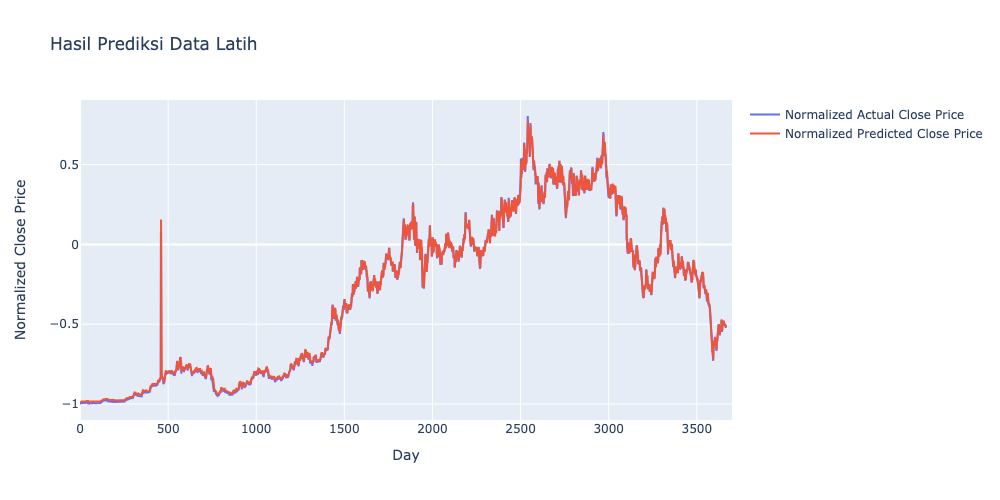 Hasil Prediksi Data Latih
Normalized Actual Close Price
Normalized Predicted Close Price
Normalized Close Price
0.5
0
−0.5
−1
0 500 1000 1500 2000 2500 3000 3500
Day